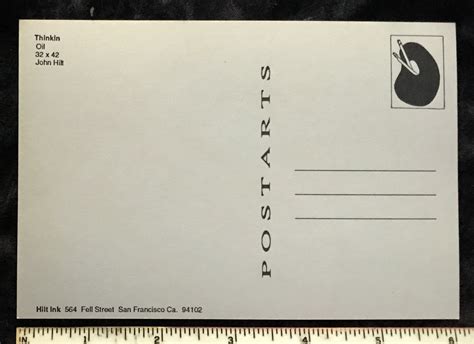 Thinkin
Oil
32 x 42
John Hilt
POSTARTS
Hilt Ink 564 Fell Street San Francisco Ca. 94102
IN. 1 2 3 4 5 6